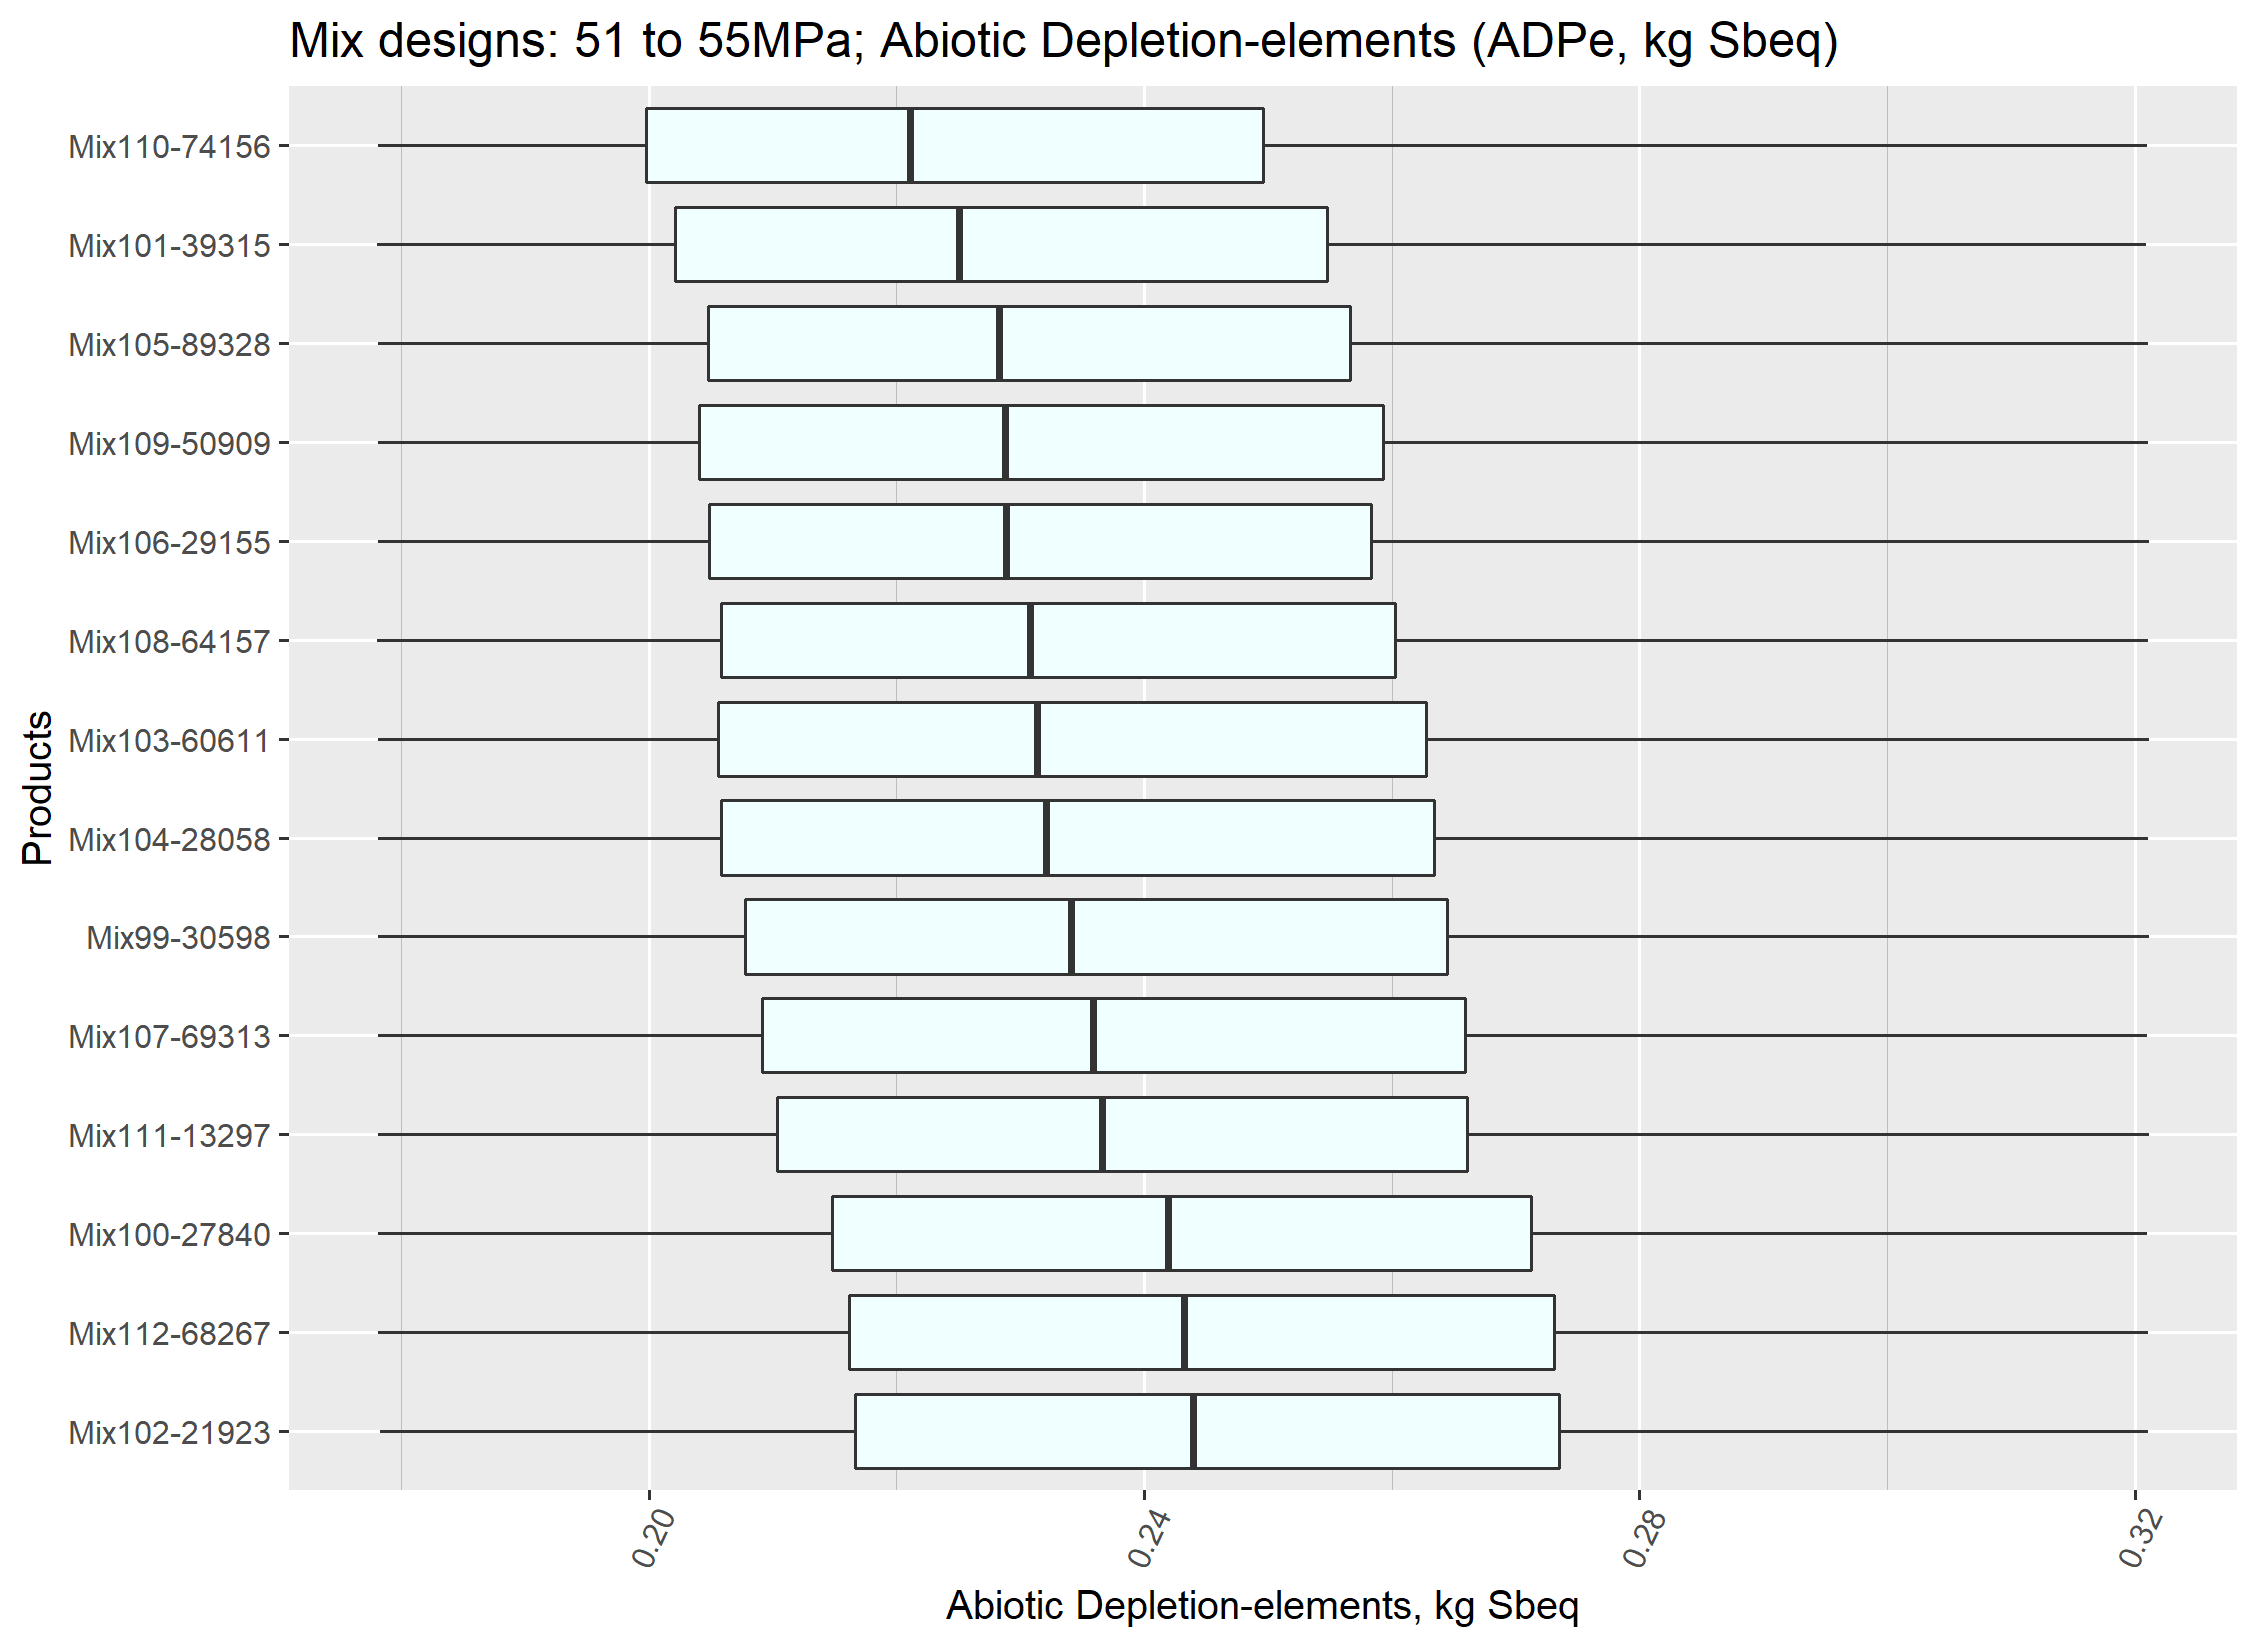 Mix designs: 51 to 55MPa; Abiotic Depletion-elements (ADPe, kg Sbeq)
Products
Mix110-74156
Mix101-39315
Mix105-89328
Mix109-50909
Mix106-29155
Mix108-64157
Mix103-60611
Mix104-28058
Mix99-30598
Mix107-69313
Mix111-13297
Mix100-27840
Mix112-68267
Mix102-21923
0.20 0.24 0.28 0.32
Abiotic Depletion-elements, kg Sbeq